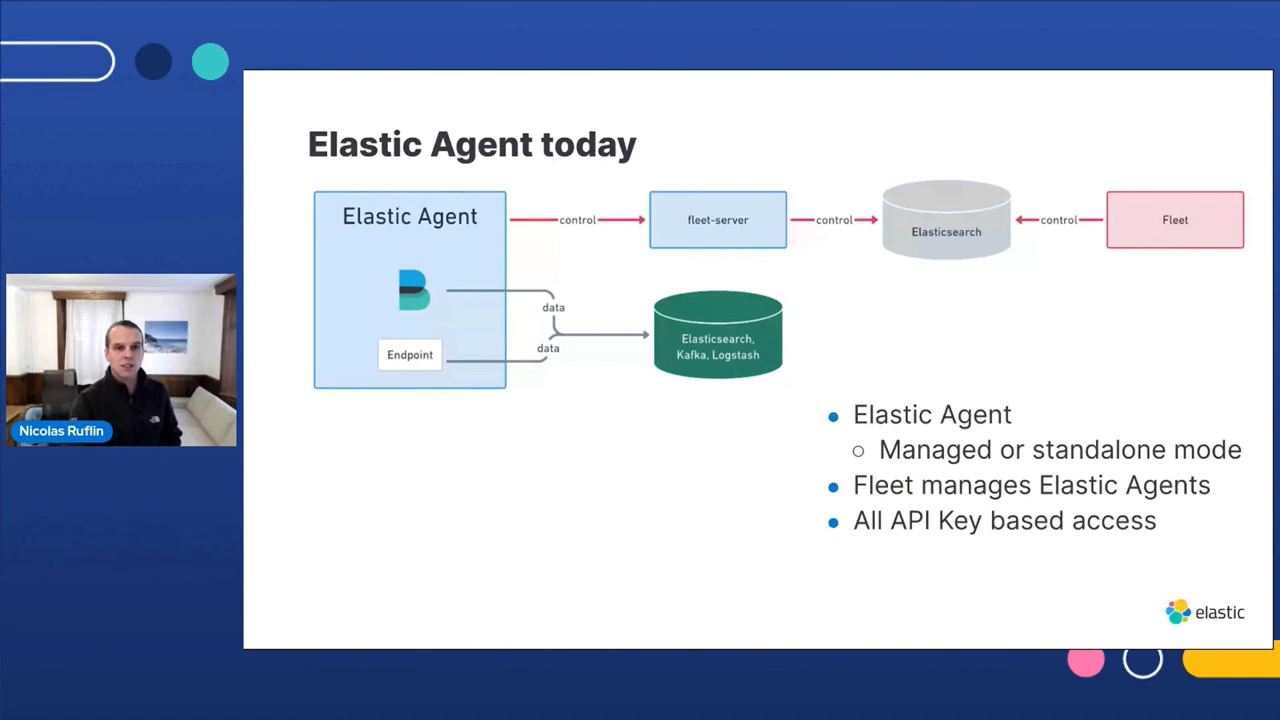 Elastic Agent today
Elastic Agent
control
fleet-server
control
Elasticsearch
control
Fleet
data
data
Endpoint
Elasticsearch,
Kafka, Logstash
Nicolas Ruflin
Elastic Agent
Managed or standalone mode
Fleet manages Elastic Agents
All API Key based access
elastic